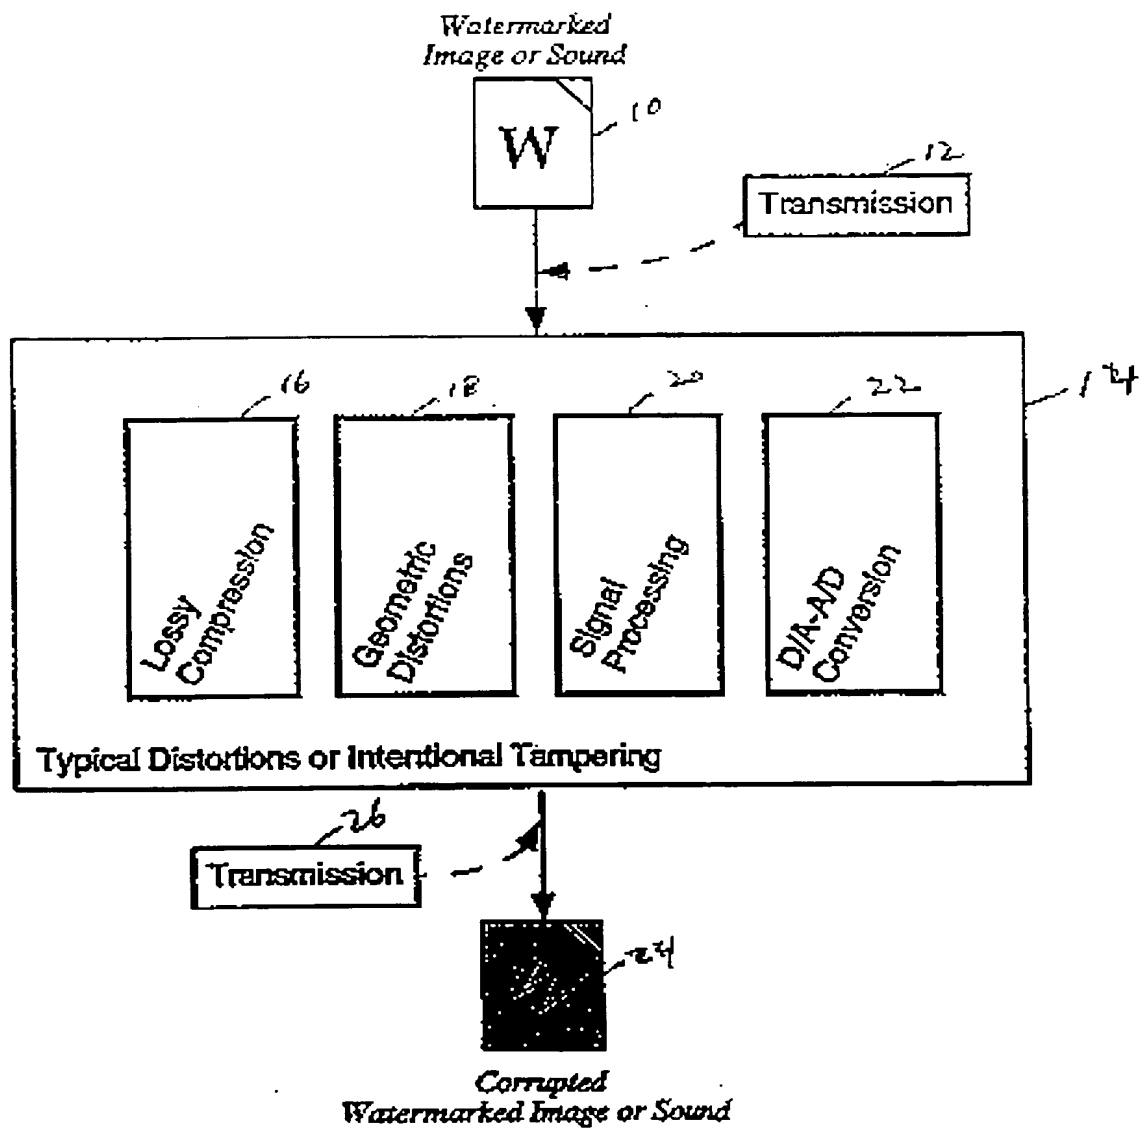 Watermarked
Image or Sound
W
10
12
Transmission
16
18
20
22
14
Lossy
Compression
Geometric
Distortions
Signal
Processing
D/A-A/D
Conversion
Typical Distortions or Intentional Tampering
26
Transmission
24
Corrupted
Watermarked Image or Sound